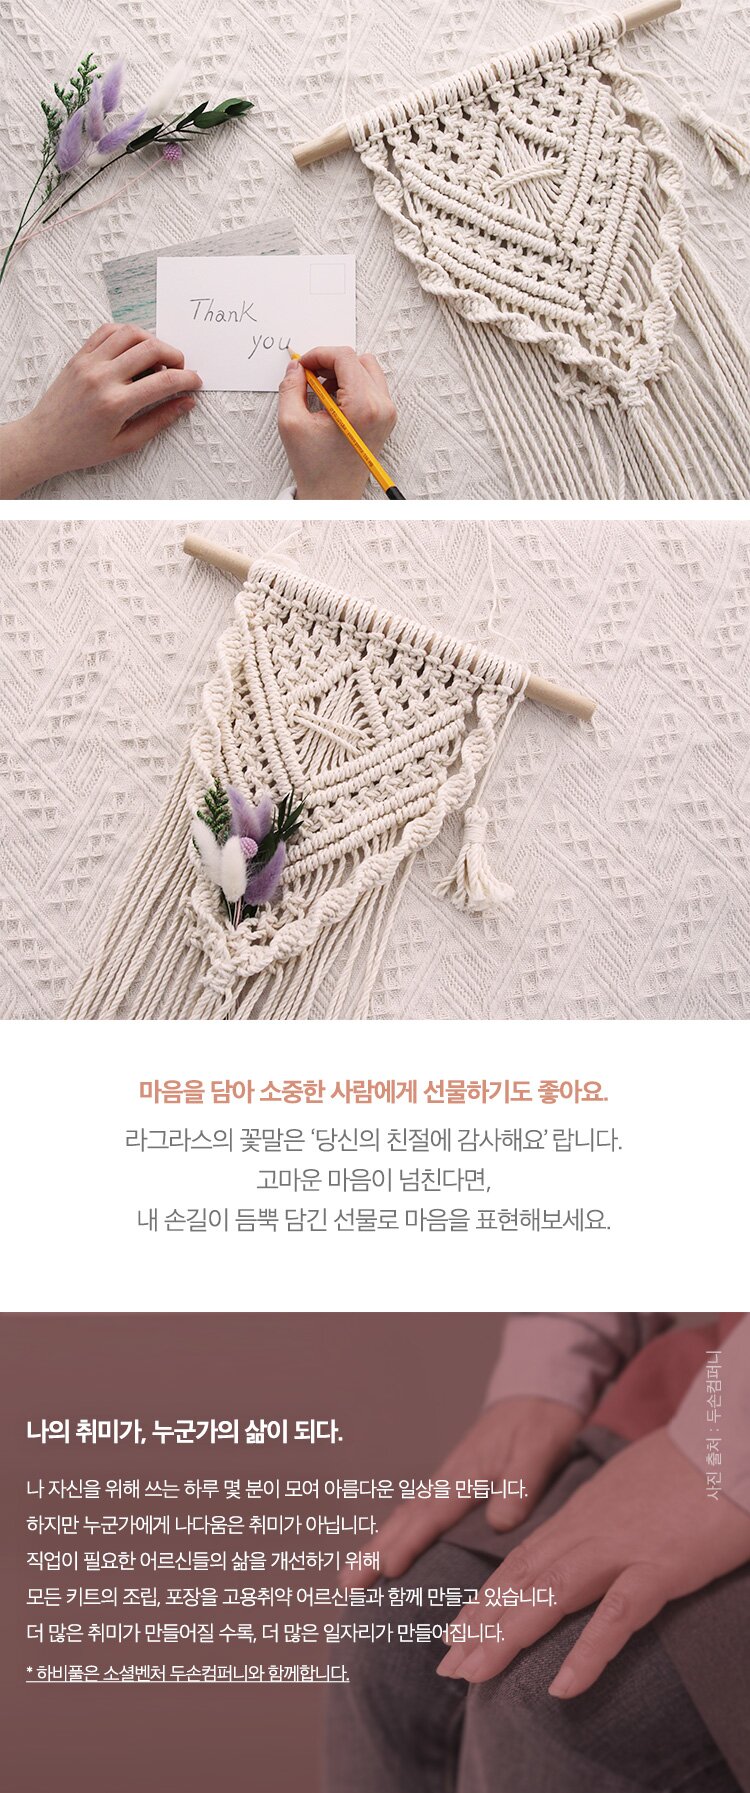 Thank
you
마음을 담아 소중한 사람에게 선물하기도 좋아요.
라그라스의 꽃말은 ‘당신의 친절에 감사해요’ 랍니다.
고마운 마음이 넘친다면,
내 손길이 듬뿍 담긴 선물로 마음을 표현해보세요.
사진 출처 : 두손컴퍼니
나의 취미가, 누군가의 삶이 되다.
나 자신을 위해 쓰는 하루 몇 분이 모여 아름다운 일상을 만듭니다.
하지만 누군가에게 나다움은 취미가 아닙니다.
직업이 필요한 어르신들의 삶을 개선하기 위해
모든 키트의 조립, 포장을 고용취약 어르신들과 함께 만들고 있습니다.
더 많은 취미가 만들어질 수록, 더 많은 일자리가 만들어집니다.
* 하비풀은 소셜벤처 두손컴퍼니와 함께합니다.